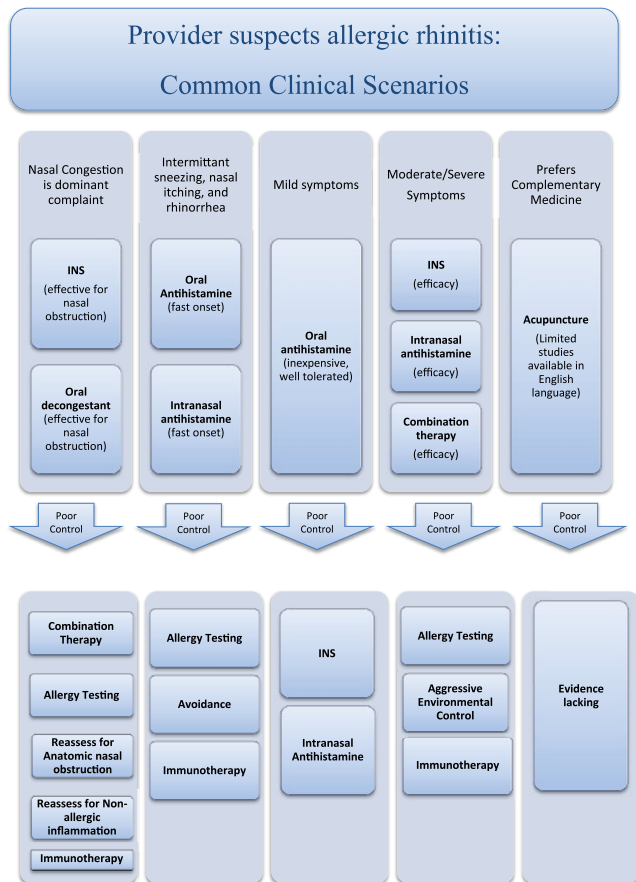 Provider suspects allergic rhinitis:
Common Clinical Scenarios
Nasal Congestion
is dominant
complaint
INS
(effective for
nasal
obstruction)
Oral
decongestant
(effective for
nasal
obstruction)
Intermittant
sneezing, nasal
itching, and
rhinorrhea
Oral
Antihistamine
(fast onset)
Intranasal
antihistamine
(fast onset)
Mild symptoms
Oral
antihistamine
(inexpensive,
well tolerated)
Moderate/Severe
Symptoms
INS
(efficacy)
Intranasal
antihistamine
(efficacy)
Combination
therapy
(efficacy)
Prefers
Complementary
Medicine
Acupuncture
(Limited
studies
available in
English
language)
Poor
Control
Poor
Control
Poor
Control
Poor
Control
Poor
Control
Combination
Therapy
Allergy Testing
Reassess for
Anatomic nasal
obstruction
Reassess for Non-
allergic
inflammation
Immunotherapy
Allergy Testing
Avoidance
Immunotherapy
INS
Intranasal
Antihistamine
Allergy Testing
Aggressive
Environmental
Control
Immunotherapy
Evidence
lacking